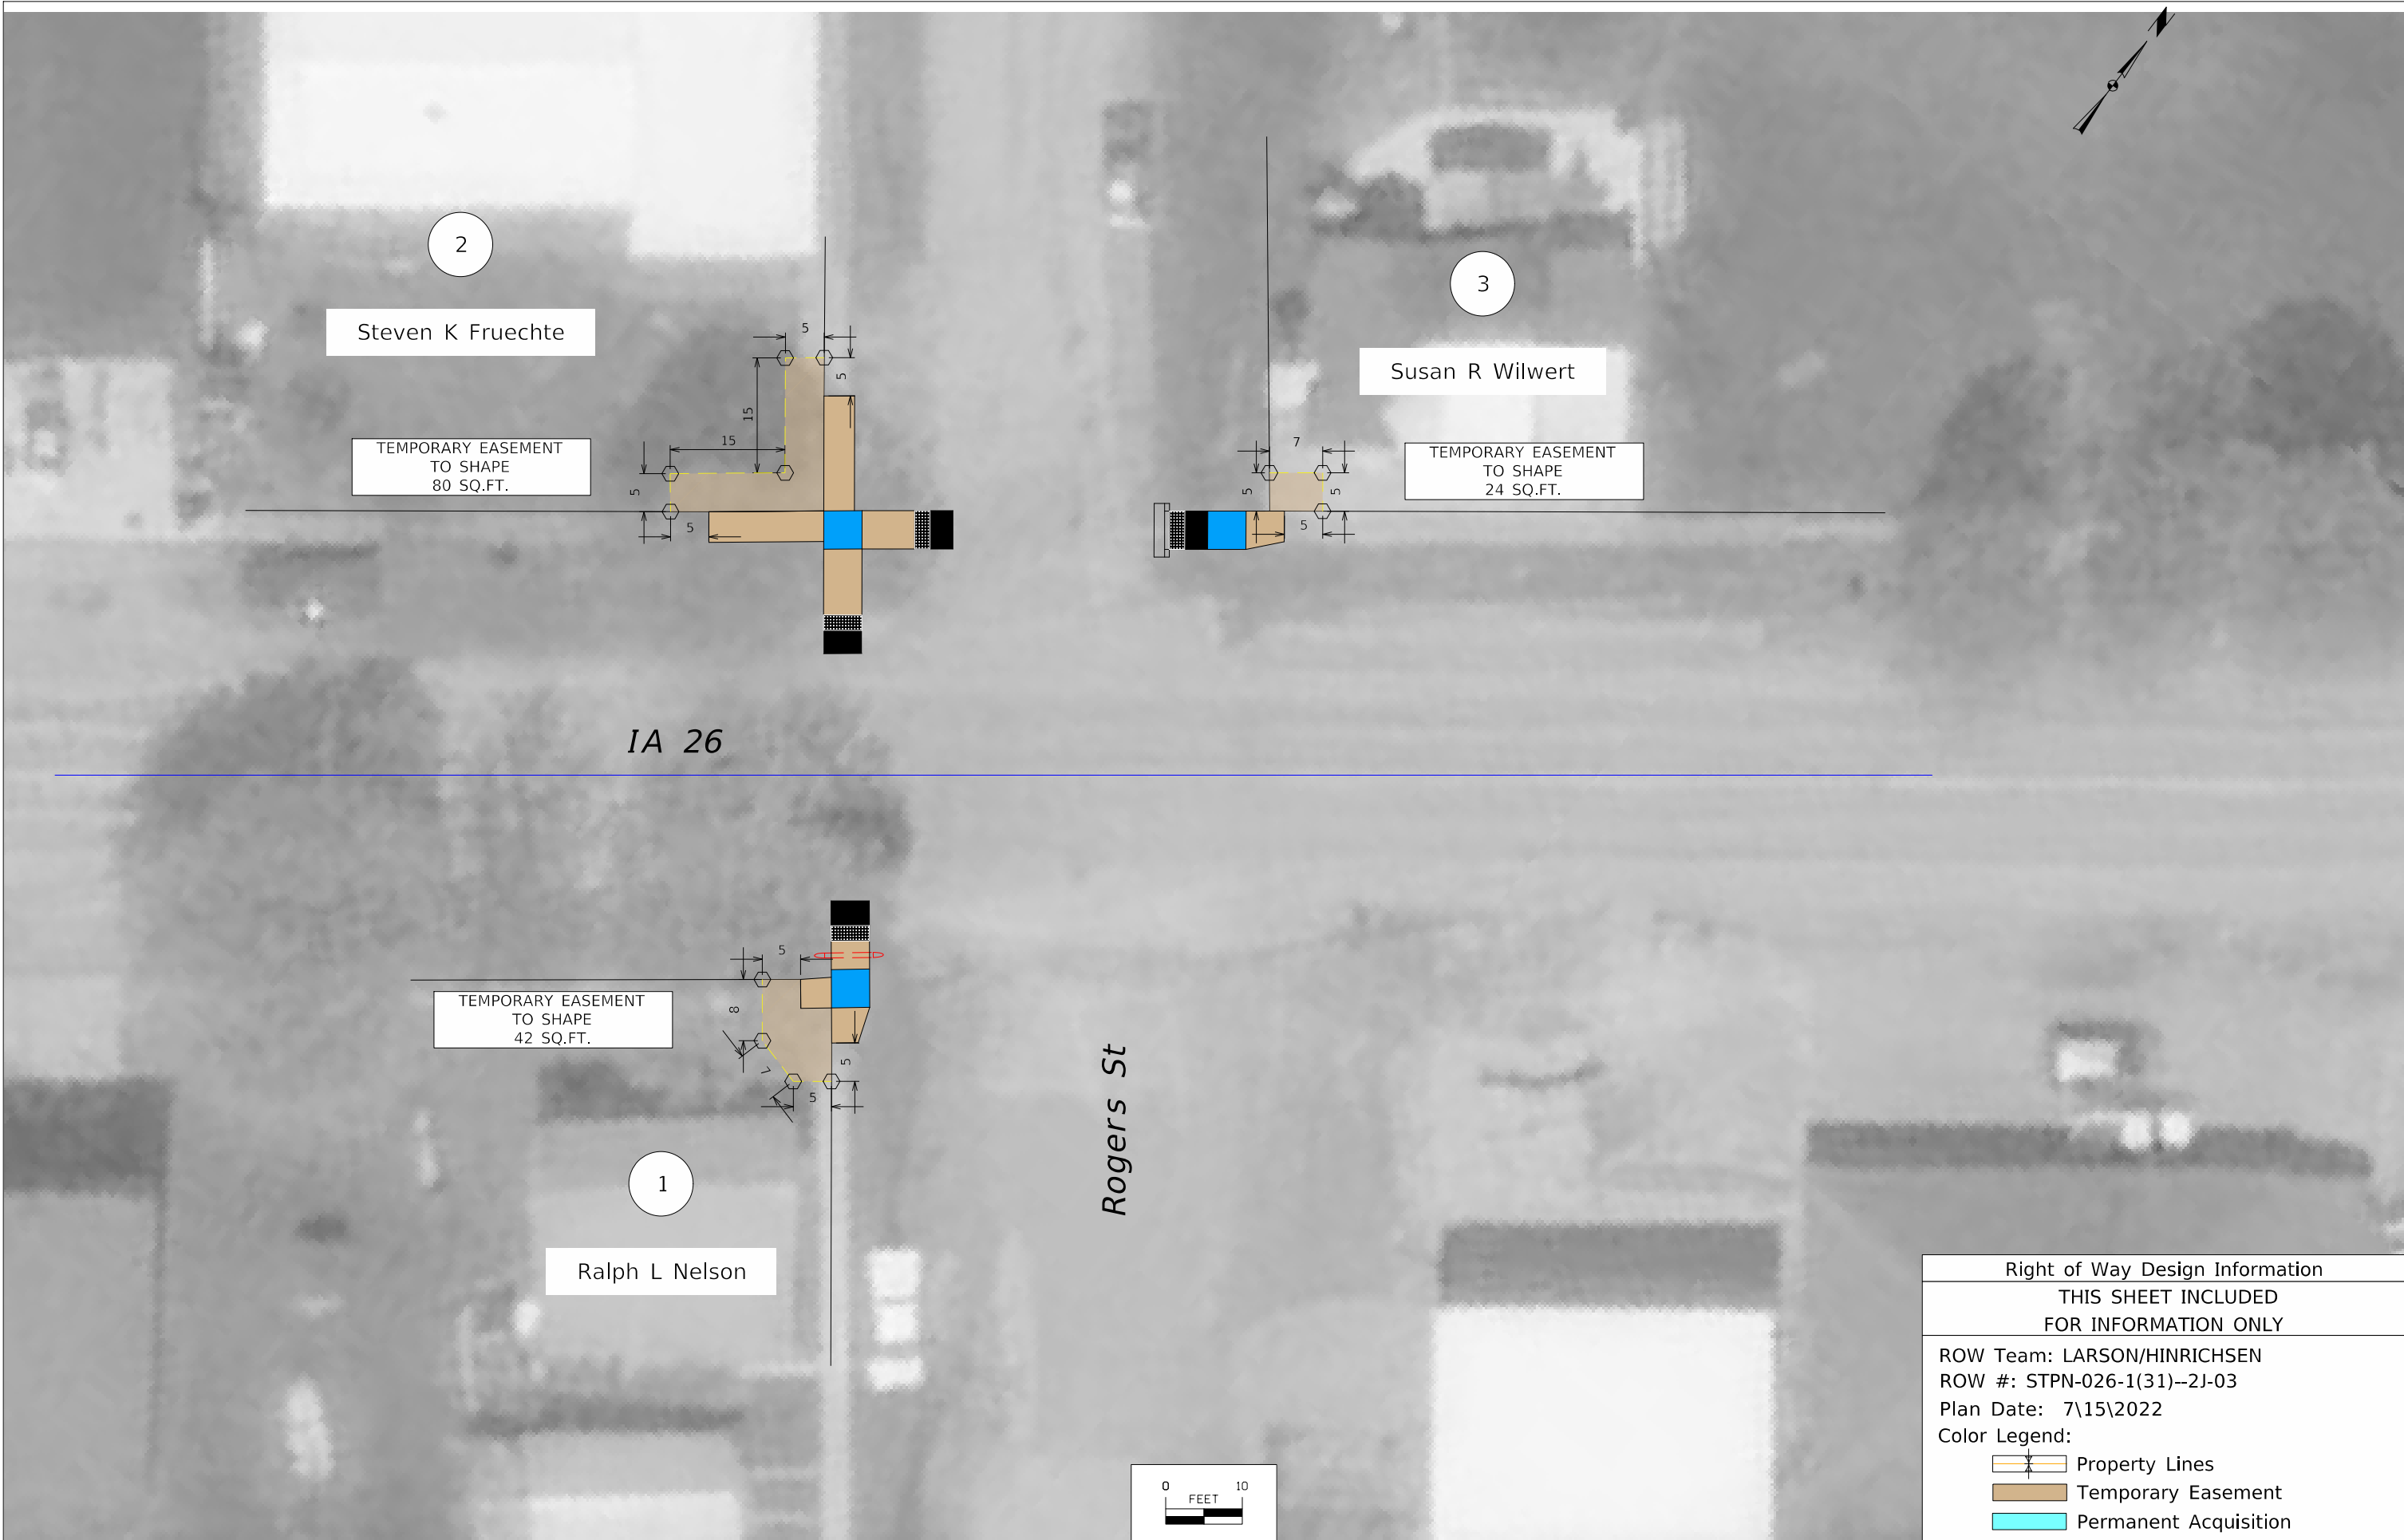 2
Steven K Fruechte
3
Susan R Wilwert
5
5
15
15
5
5
TEMPORARY EASEMENT
TO SHAPE
80 SQ.FT.
7
5
5
5
TEMPORARY EASEMENT
TO SHAPE
24 SQ.FT.
IA 26
5
8
7
5
5
TEMPORARY EASEMENT
TO SHAPE
42 SQ.FT.
Rogers St
1
Ralph L Nelson
0 10
FEET
Right of Way Design Information
THIS SHEET INCLUDED
FOR INFORMATION ONLY
ROW Team: LARSON/HINRICHSEN
ROW #: STPN-026-1(31)--2J-03
Plan Date: 7\15\2022
Color Legend:
Property Lines
Temporary Easement
Permanent Acquisition